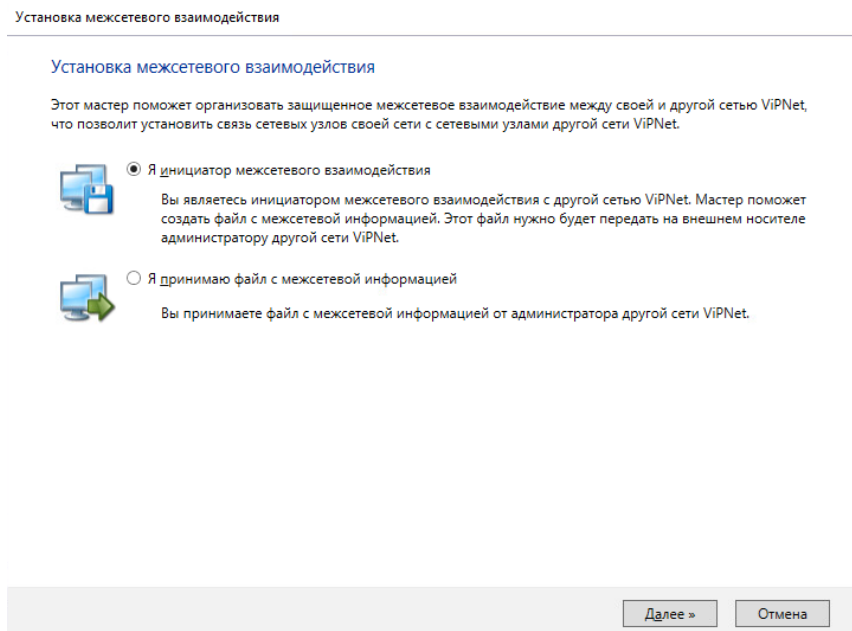 Установка межсетевого взаимодействия
Установка межсетевого взаимодействия
Этот мастер поможет организовать защищенное межсетевое взаимодействие между своей и другой сетью ViPNet,
что позволит установить связь сетевых узлов своей сети с сетевыми узлами другой сети ViPNet.
Я инициатор межсетевого взаимодействия
Вы являетесь инициатором межсетевого взаимодействия с другой сетью ViPNet. Мастер поможет
создать файл с межсетевой информацией. Этот файл нужно будет передать на внешнем носителе
администратору другой сети ViPNet.
Я принимаю файл с межсетевой информацией
Вы принимаете файл с межсетевой информацией от администратора другой сети ViPNet.
Далее »
Отмена